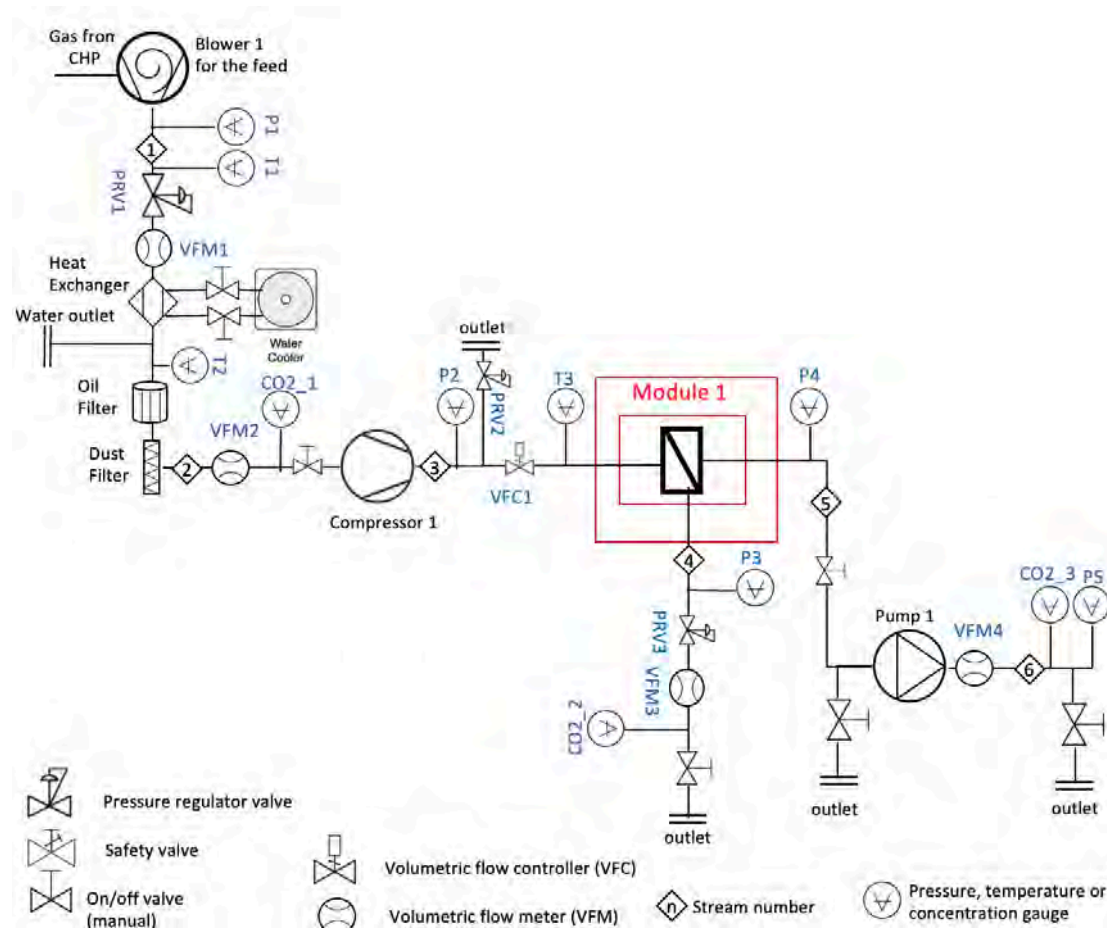 Gas from
CHP
Blower 1
for the feed
P1
1
T1
PRV1
VFM1
Heat
Exchanger
Water outlet
Water
Cooler
T2
Oil
Filter
Dust
Filter
2
VFM2
CO2_1
Compressor 1
3
P2
outlet
PRV2
VFC1
T3
Module 1
P4
5
4
P3
PRV3
VFM3
CO2_2
outlet
Pump 1
VFM4
6
CO2_3
P5
outlet
outlet
Pressure regulator valve
Safety valve
On/off valve
(manual)
Volumetric flow controller (VFC)
Volumetric flow meter (VFM)
n
Stream number
Pressure, temperature or
concentration gauge